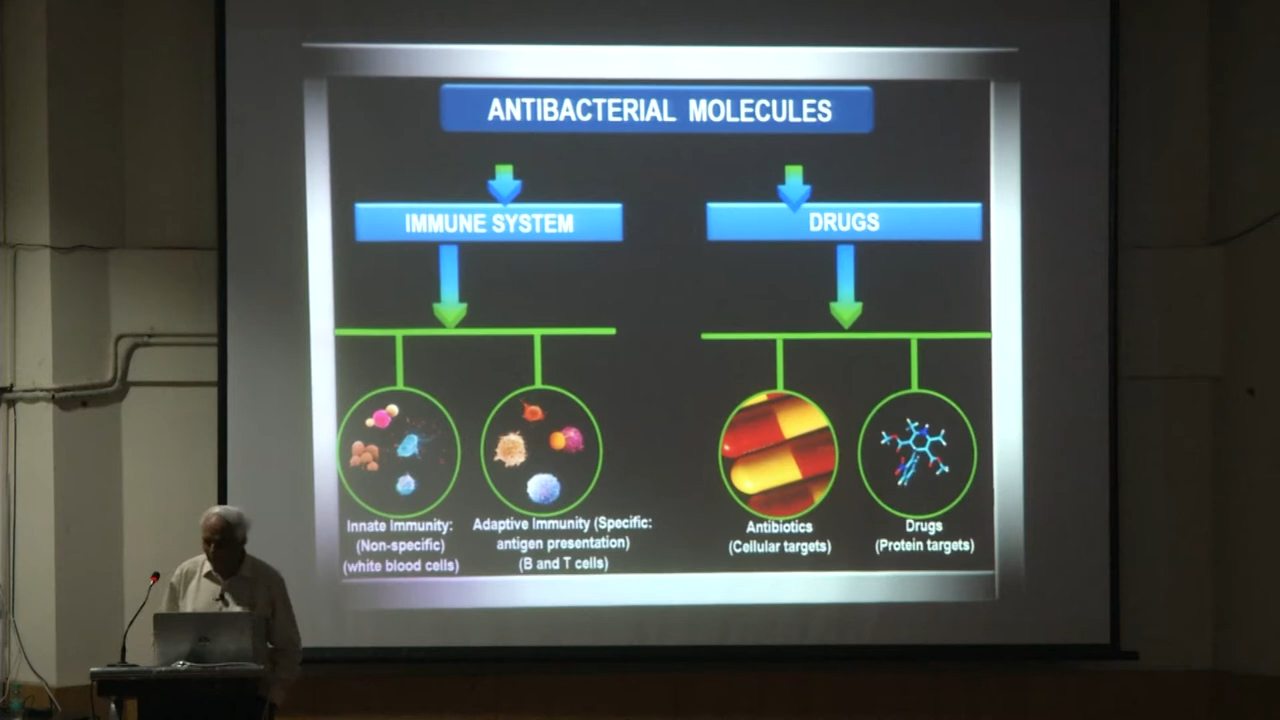 ANTIBACTERIAL MOLECULES
IMMUNE SYSTEM
DRUGS
Innate Immunity:
(Non-specific)
(white blood cells)
Adaptive Immunity (Specific:
antigen presentation)
(B and T cells)
Antibiotics
(Cellular targets)
Drugs
(Protein targets)